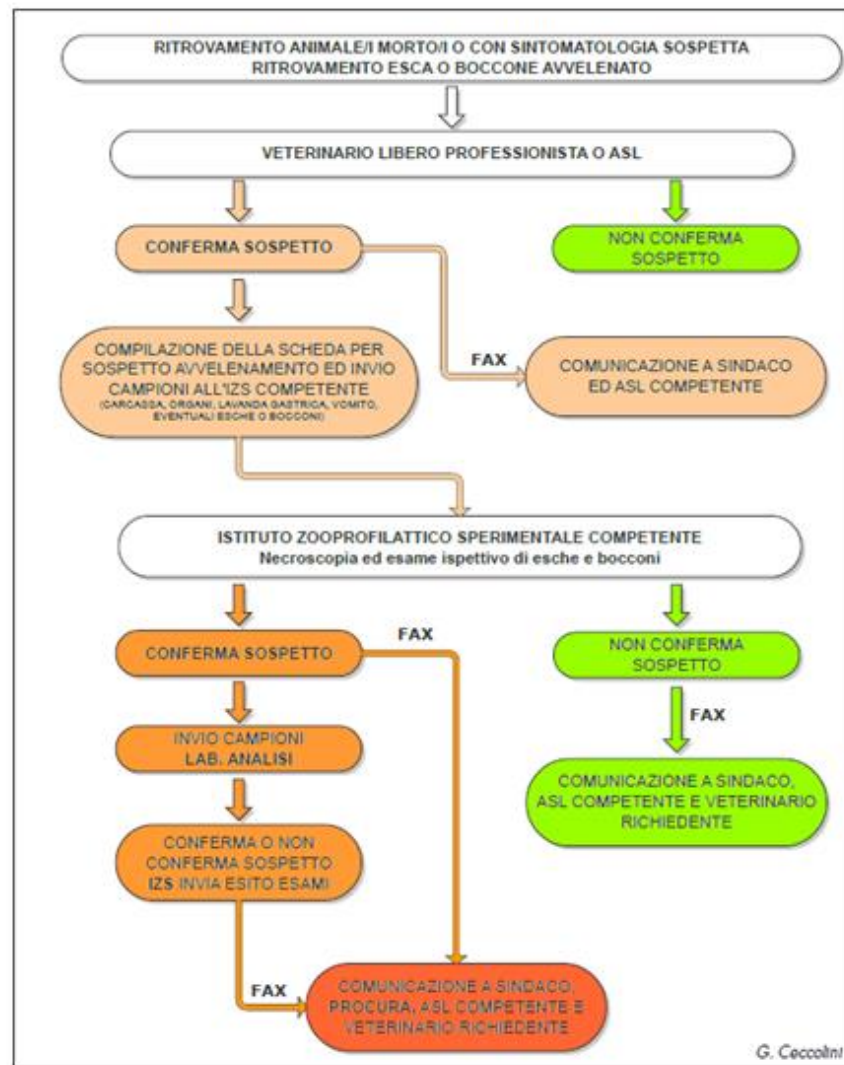 RITROVAMENTO ANIMALE/I MORTO/I O CON SINTOMATOLOGIA SOSPETTA
RITROVAMENTO ESCA O BOCCONE AVVELENATO
VETERINARIO LIBERO PROFESSIONISTA O ASL
CONFERMA SOSPETTO
NON CONFERMA
SOSPETTO
COMPILAZIONE DELLA SCHEDA PER
SOSPETTO AVVELENAMENTO ED INVIO
CAMPIONI ALL'IZS COMPETENTE
(CARCASSA, ORGANI, LAVANDA GASTRICA, VOMITO,
EVENTUALI ESCHE O BOCCONI)
FAX
COMUNICAZIONE A SINDACO
ED ASL COMPETENTE
ISTITUTO ZOOPROFILATTICO SPERIMENTALE COMPETENTE
Necroscopia ed esame ispettivo di esche e bocconi
CONFERMA SOSPETTO
FAX
NON CONFERMA
SOSPETTO
INVIO CAMPIONI
LAB. ANALISI
FAX
COMUNICAZIONE A SINDACO,
ASL COMPETENTE E VETERINARIO
RICHIEDENTE
CONFERMA O NON
CONFERMA SOSPETTO
IZS INVIA ESITO ESAMI
FAX
COMUNICAZIONE A SINDACO,
PROCURA, ASL COMPETENTE E
VETERINARIO RICHIEDENTE
G. Ceccolini